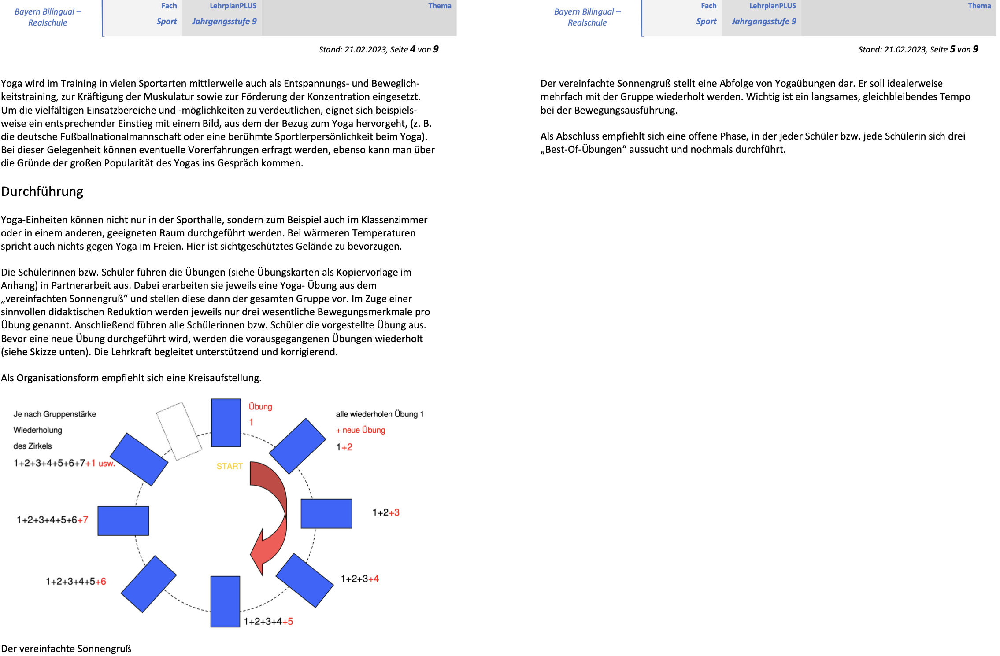 Bayern Bilingual –
Realschule
Fach
Sport
LehrplanPLUS
Jahrgangsstufe 9
Thema
Stand: 21.02.2023, Seite 4 von 9
Yoga wird im Training in vielen Sportarten mittlerweile auch als Entspannungs- und Beweglich-
keitstraining, zur Kräftigung der Muskulatur sowie zur Förderung der Konzentration eingesetzt.
Um die vielfältigen Einsatzbereiche und -möglichkeiten zu verdeutlichen, eignet sich beispiels-
weise ein entsprechender Einstieg mit einem Bild, aus dem der Bezug zum Yoga hervorgeht, (z. B.
die deutsche Fußballnationalmannschaft oder eine berühmte Sportlerpersönlichkeit beim Yoga).
Bei dieser Gelegenheit können eventuelle Vorerfahrungen erfragt werden, ebenso kann man über
die Gründe der großen Popularität des Yogas ins Gespräch kommen.
Durchführung
Yoga-Einheiten können nicht nur in der Sporthalle, sondern zum Beispiel auch im Klassenzimmer
oder in einem anderen, geeigneten Raum durchgeführt werden. Bei wärmeren Temperaturen
spricht auch nichts gegen Yoga im Freien. Hier ist sichtgeschütztes Gelände zu bevorzugen.
Die Schülerinnen bzw. Schüler führen die Übungen (siehe Übungskarten als Kopiervorlage im
Anhang) in Partnerarbeit aus. Dabei erarbeiten sie jeweils eine Yoga- Übung aus dem
„vereinfachten Sonnengruß“ und stellen diese dann der gesamten Gruppe vor. Im Zuge einer
sinnvollen didaktischen Reduktion werden jeweils nur drei wesentliche Bewegungsmerkmale pro
Übung genannt. Anschließend führen alle Schülerinnen bzw. Schüler die vorgestellte Übung aus.
Bevor eine neue Übung durchgeführt wird, werden die vorausgegangenen Übungen wiederholt
(siehe Skizze unten). Die Lehrkraft begleitet unterstützend und korrigierend.
Als Organisationsform empfiehlt sich eine Kreisaufstellung.
Übung
1
alle wiederholen Übung 1
+ neue Übung
1+2
START
1+2+3
1+2+3+4
1+2+3+4+5
1+2+3+4+5+6
1+2+3+4+5+6+7
Je nach Gruppenstärke
Wiederholung
des Zirkels
1+2+3+4+5+6+7+1 usw.
Der vereinfachte Sonnengruß
Bayern Bilingual –
Realschule
Fach
Sport
LehrplanPLUS
Jahrgangsstufe 9
Thema
Stand: 21.02.2023, Seite 5 von 9
Der vereinfachte Sonnengruß stellt eine Abfolge von Yogaübungen dar. Er soll idealerweise
mehrfach mit der Gruppe wiederholt werden. Wichtig ist ein langsames, gleichbleibendes Tempo
bei der Bewegungsausführung.
Als Abschluss empfiehlt sich eine offene Phase, in der jeder Schüler bzw. jede Schülerin sich drei
„Best-Of-Übungen“ aussucht und nochmals durchführt.